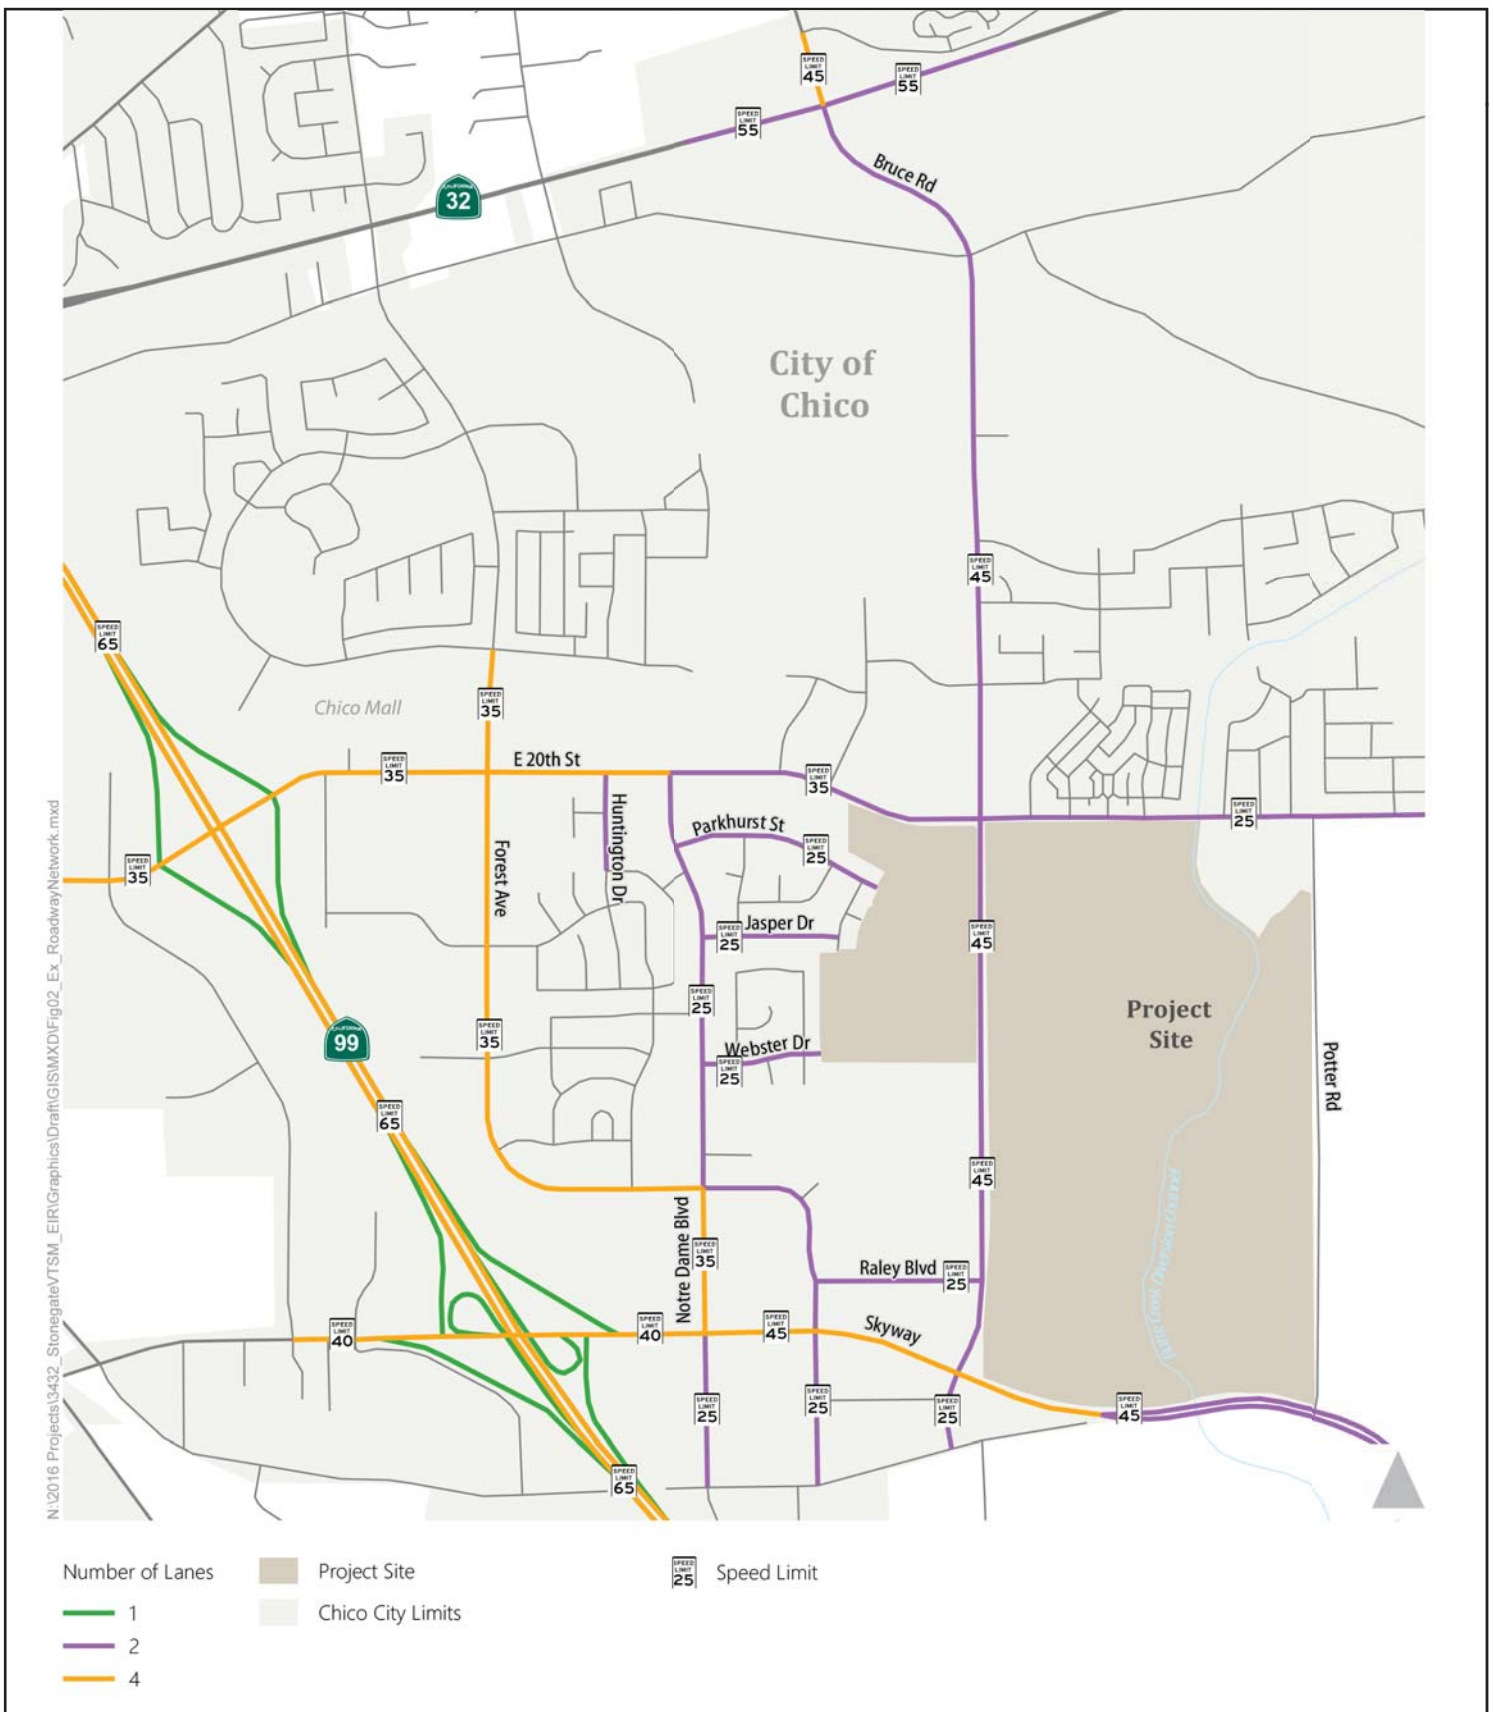 SPEED LIMIT 45
SPEED LIMIT 55
SPEED LIMIT 55
Bruce Rd
CALIFORNIA 32
City of
Chico
SPEED LIMIT 45
SPEED LIMIT 65
SPEED LIMIT 35
Chico Mall
E 20th St
SPEED LIMIT 35
SPEED LIMIT 35
SPEED LIMIT 25
Huntington Dr
Parkhurst St
SPEED LIMIT 25
SPEED LIMIT 35
Forest Ave
Jasper Dr
SPEED LIMIT 25
SPEED LIMIT 45
SPEED LIMIT 25
Project
Site
CALIFORNIA 99
SPEED LIMIT 35
Webster Dr
SPEED LIMIT 25
Potter Rd
SPEED LIMIT 65
SPEED LIMIT 45
Notre Dame Blvd
SPEED LIMIT 35
Raley Blvd
SPEED LIMIT 25
SPEED LIMIT 40
SPEED LIMIT 40
SPEED LIMIT 45
Skyway
SPEED LIMIT 25
SPEED LIMIT 25
SPEED LIMIT 25
SPEED LIMIT 45
SPEED LIMIT 65
N:\2016 Projects\3432_StonegateVTSM_EIR\Graphics\Draft\GIS\MXD\Fig02_Ex_RoadwayNetwork.mxd
Number of Lanes
1
2
4
Project Site
Chico City Limits
SPEED LIMIT 25
Speed Limit